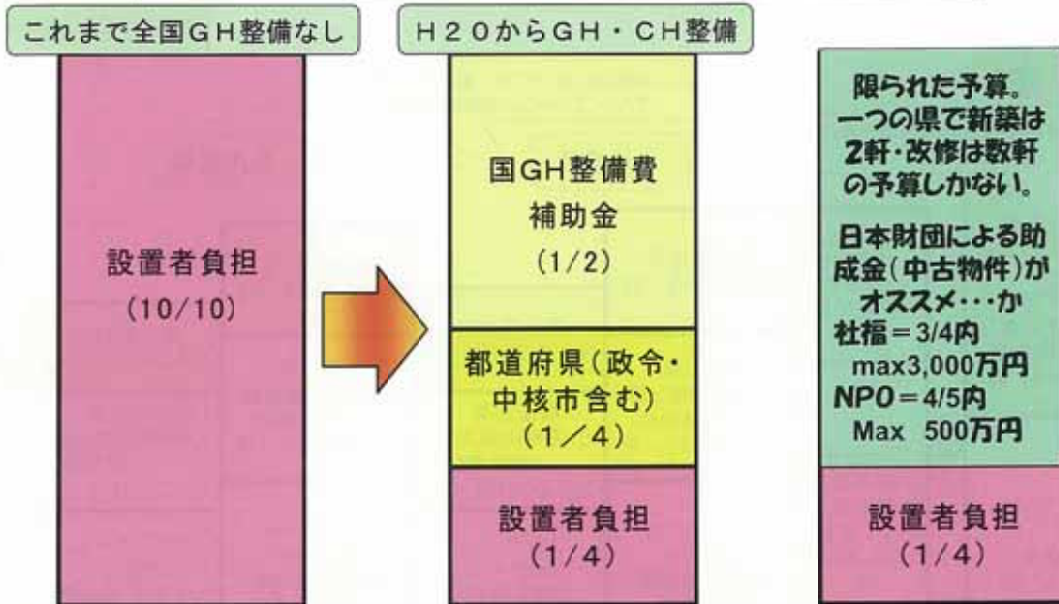 これまで全国GH整備なし
設置者負担
(10/10)
H20からGH・CH整備
国GH整備費
補助金
(1/2)
都道府県(政令・
中核市含む)
(1/4)
設置者負担
(1/4)
限られた予算。
一つの県で新築は
2軒・改修は数軒
の予算しかない。
日本財団による助
成金(中古物件)が
オススメ・・・か
社福=3/4内
max3,000万円
NPO=4/5内
Max 500万円
設置者負担
(1/4)